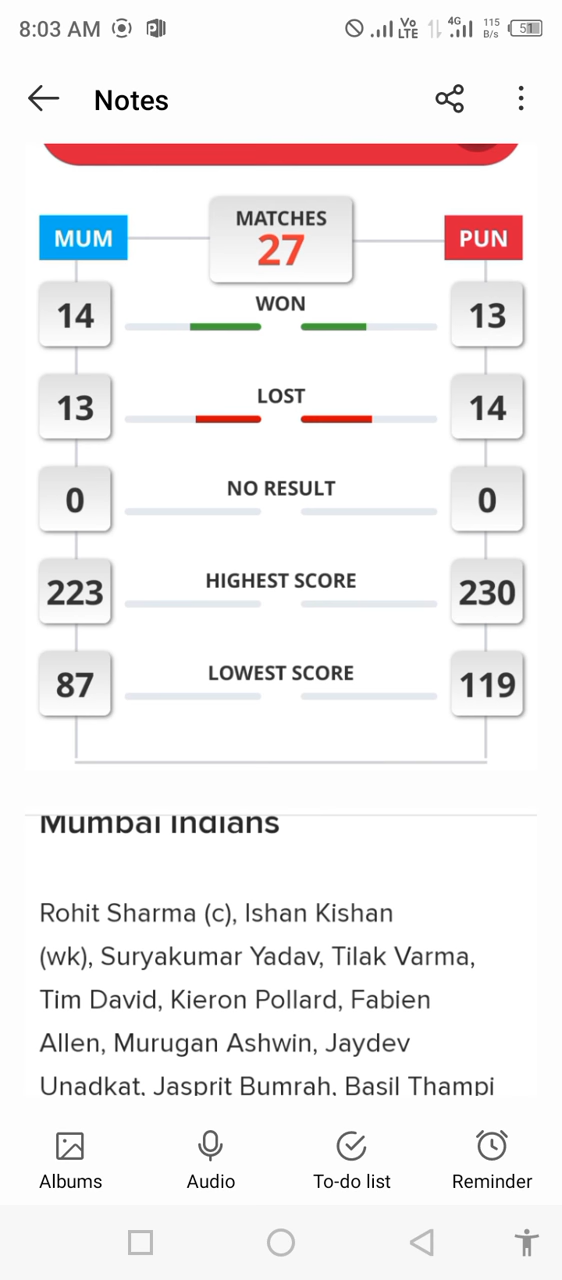 8:03 AM
Vo LTE 4G 115 B/s 51
Notes
MATCHES
MUM 27 PUN
WON
14 13
LOST
13 14
NO RESULT
0 0
HIGHEST SCORE
223 230
LOWEST SCORE
87 119
Mumbai Indians
Rohit Sharma (c), Ishan Kishan
(wk), Suryakumar Yadav, Tilak Varma,
Tim David, Kieron Pollard, Fabien
Allen, Murugan Ashwin, Jaydev
Unadkat, Jasprit Bumrah, Basil Thampi
Albums Audio To-do list Reminder